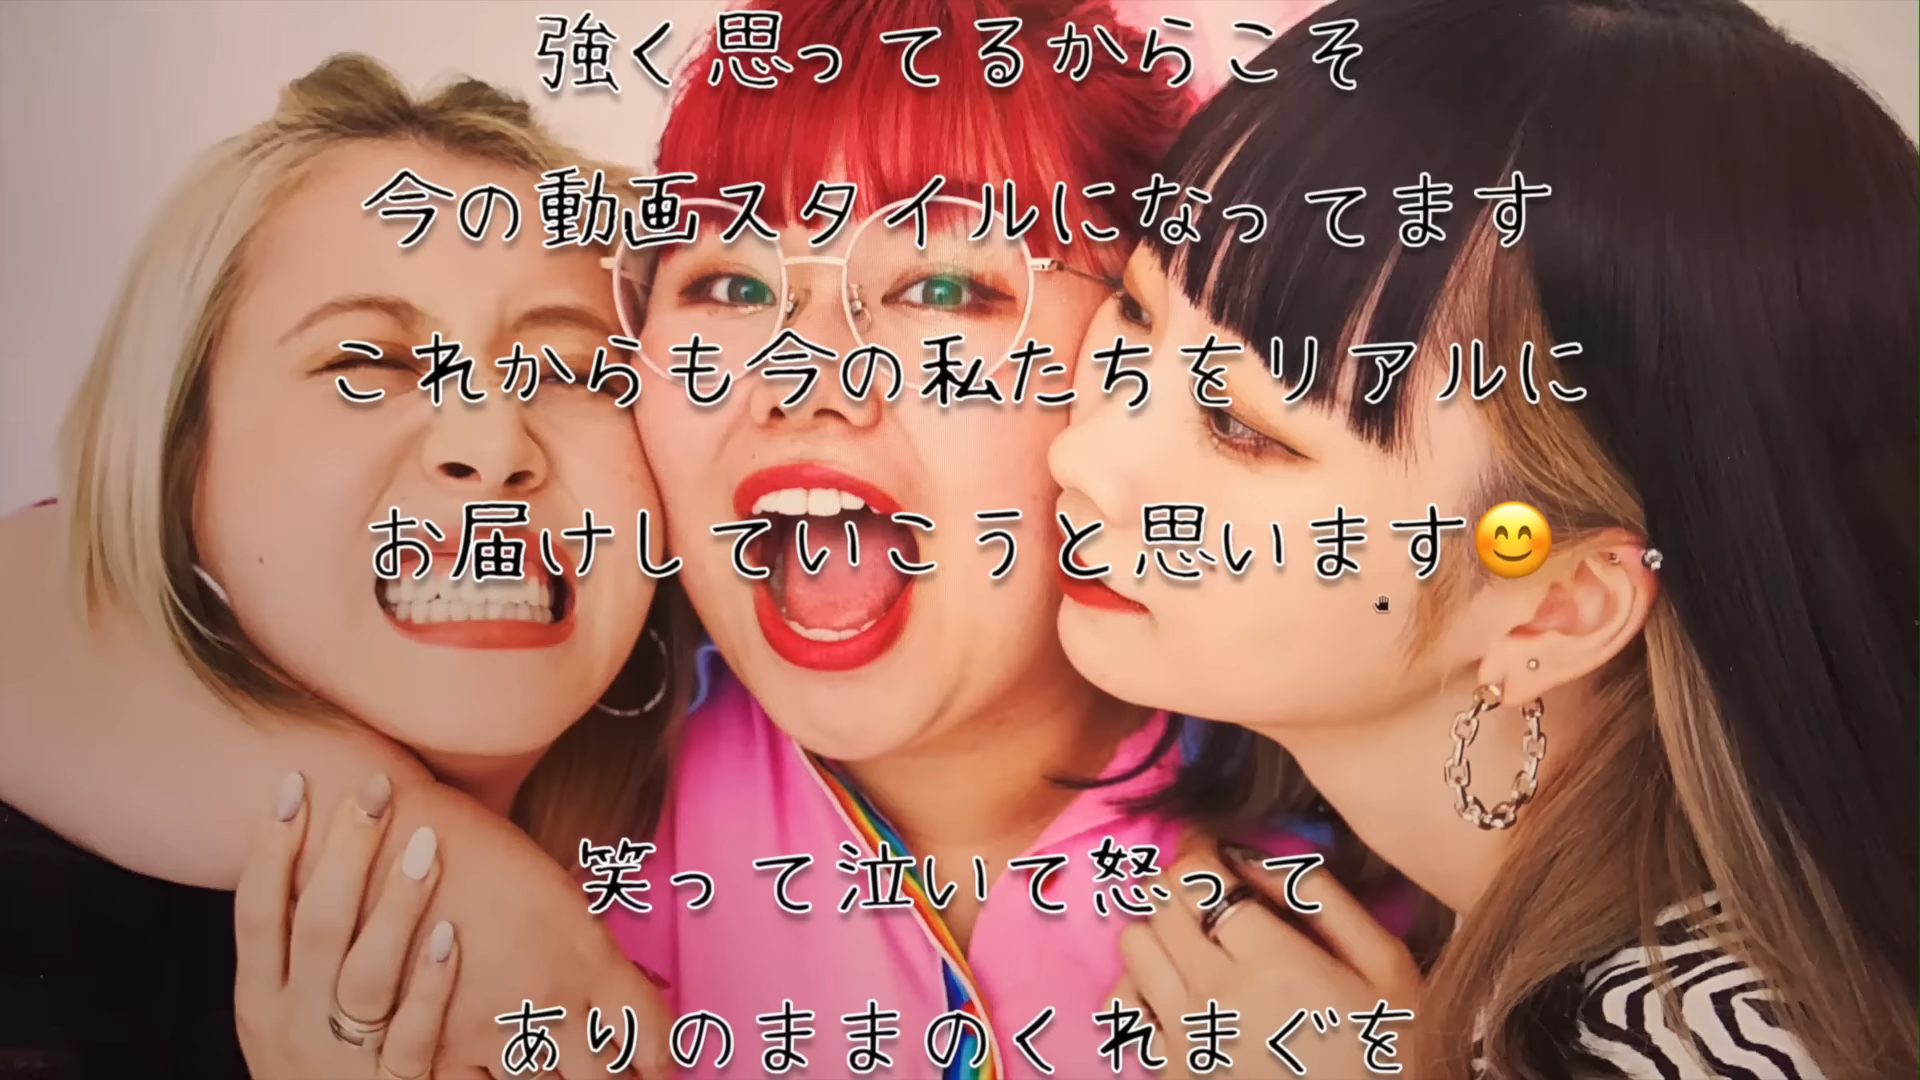 強く思ってるからこそ
今の動画スタイルになってます
これからも今の私たちをリアルに
お届けしていこうと思います😊
笑って泣いて怒って
ありのままのくれまぐを